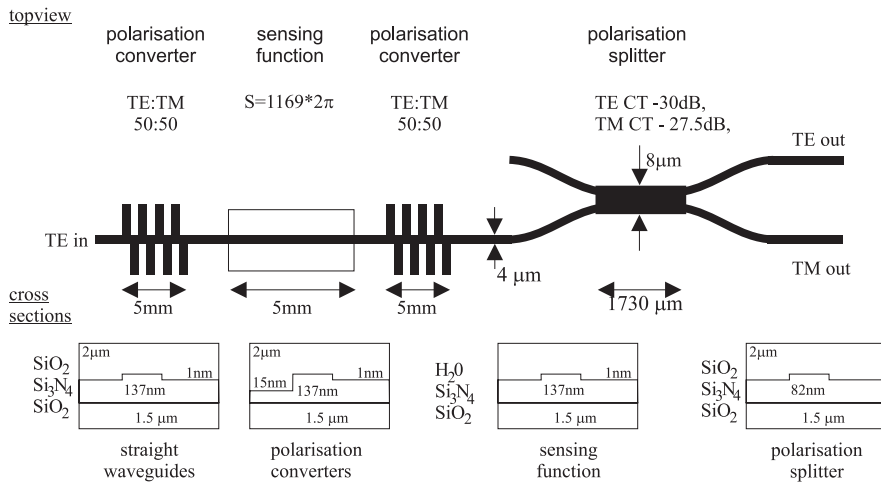 topview
polarisation converter
sensing function
polarisation converter
polarisation splitter
TE:TM 50:50
S=1169*2π
TE:TM 50:50
TE CT -30dB,
TM CT - 27.5dB,
TE out
8μm
TE in
4 μm
TM out
5mm
5mm
5mm
1730 μm
cross sections
SiO2
Si3N4
SiO2
2μm
1nm
137nm
1.5 μm
2μm
15nm
1nm
137nm
1.5 μm
H20
Si3N4
SiO2
137nm
1.5 μm
SiO2
Si3N4
SiO2
2μm
1nm
82nm
1.5 μm
straight waveguides
polarisation converters
sensing function
polarisation splitter